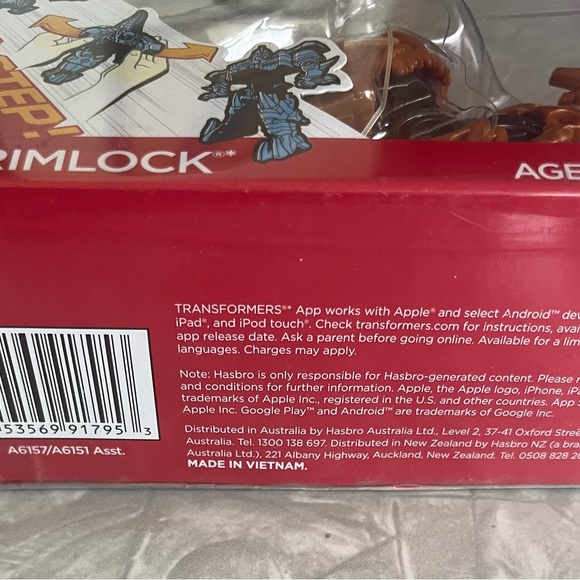 STEP!
RIMLOCK®*
AGE
TRANSFORMERS®* App works with Apple® and select Android™ dev
iPad®, and iPod touch®. Check transformers.com for instructions, avai
app release date. Ask a parent before going online. Available for a lim
languages. Charges may apply.
Note: Hasbro is only responsible for Hasbro-generated content. Please r
and conditions for further information. Apple, the Apple logo, iPhone, iPa
trademarks of Apple Inc., registered in the U.S. and other countries. App S
Apple Inc. Google Play™ and Android™ are trademarks of Google Inc.
53569 91795 3
A6157/A6151 Asst.
Distributed in Australia by Hasbro Australia Ltd., Level 2, 37-41 Oxford Stree
Australia. Tel. 1300 138 697. Distributed in New Zealand by Hasbro NZ (a bra
Australia Ltd.), 221 Albany Highway, Auckland, New Zealand. Tel. 0508 828 20
MADE IN VIETNAM.